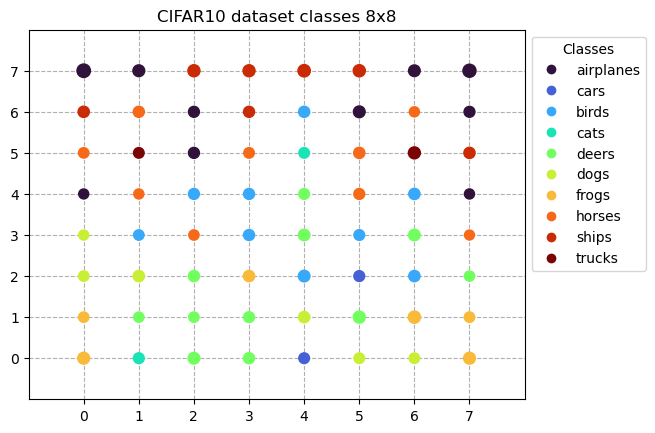 CIFAR10 dataset classes 8x8
7
6
5
4
3
2
1
0
0 1 2 3 4 5 6 7
Classes
airplanes
cars
birds
cats
deers
dogs
frogs
horses
ships
trucks